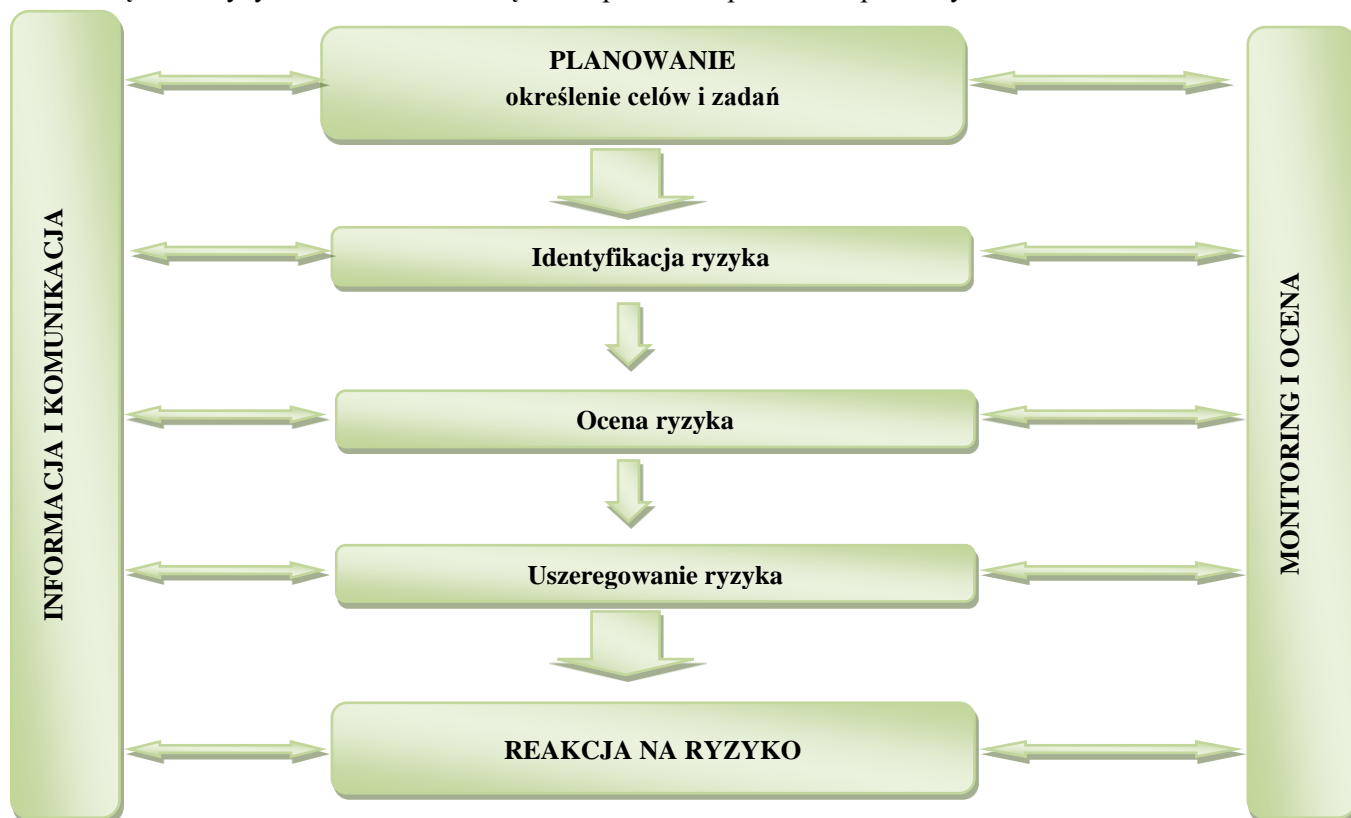 PLANOWANIE
określenie celów i zadań
INFORMACJA I KOMUNIKACJA
Identyfikacja ryzyka
MONITORING I OCENA
Ocena ryzyka
Uszeregowanie ryzyka
REAKCJA NA RYZYKO